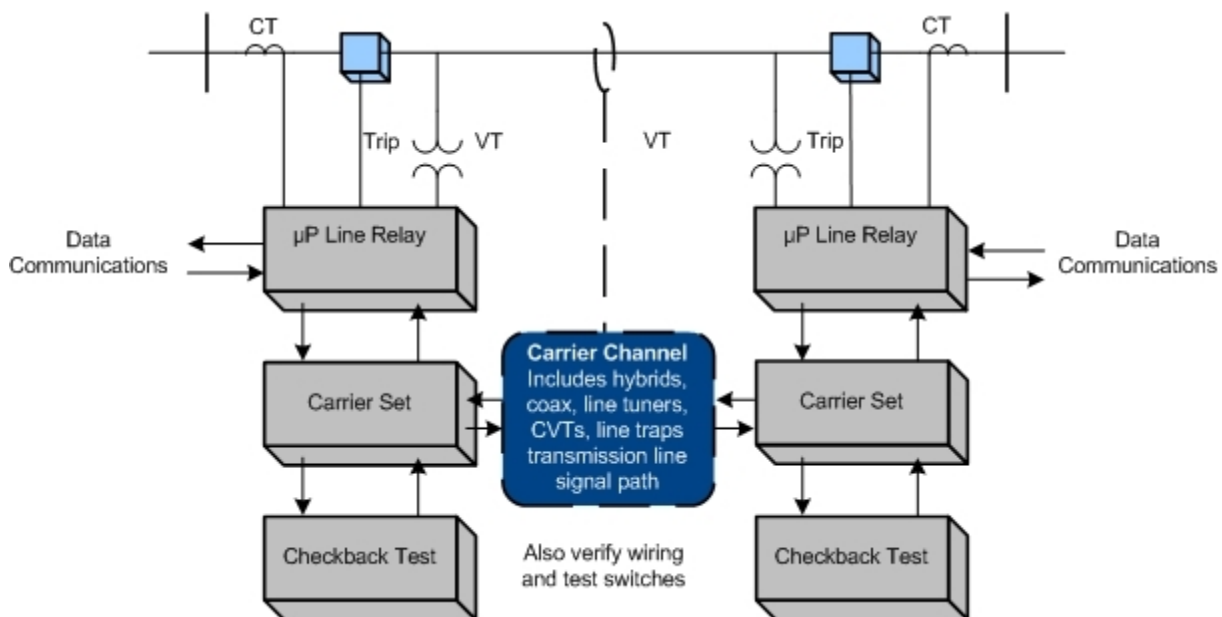 CT
CT
Trip
VT
VT
Trip
µP Line Relay
µP Line Relay
Data
Communications
Data
Communications
Carrier Channel
Includes hybrids,
coax, line tuners,
CVTs, line traps
transmission line
signal path
Carrier Set
Carrier Set
Checkback Test
Also verify wiring
and test switches
Checkback Test